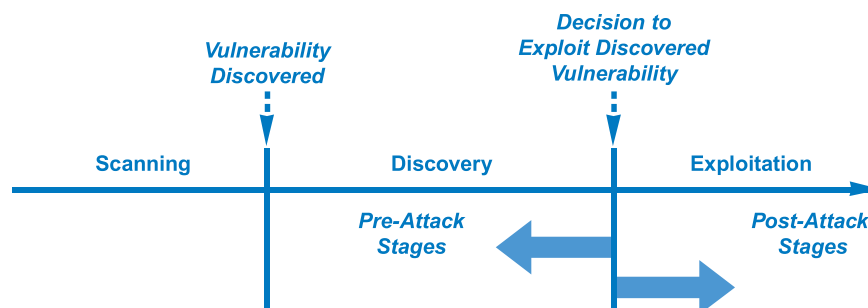 Vulnerability
Discovered
Decision to
Exploit Discovered
Vulnerability
Scanning
Discovery
Exploitation
Pre-Attack
Stages
Post-Attack
Stages